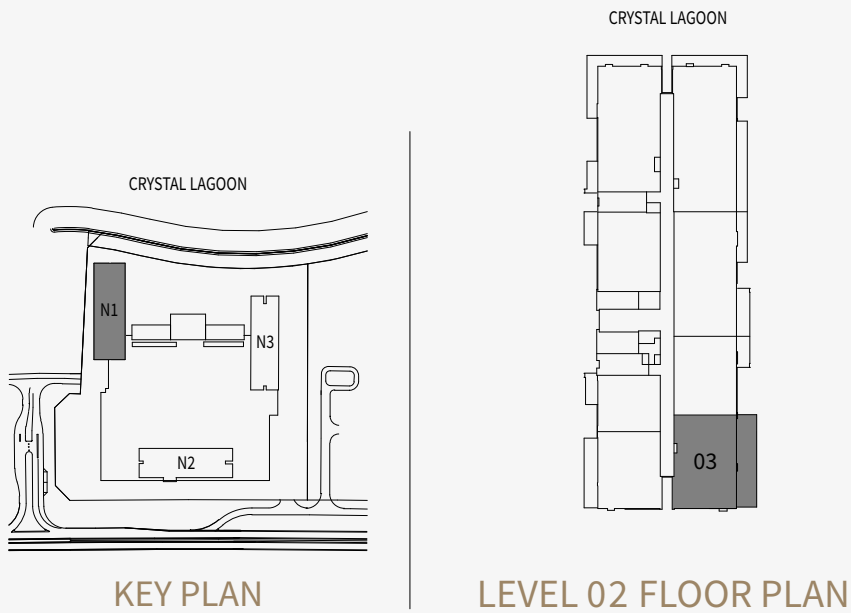 CRYSTAL LAGOON
N1
N3
N2
KEY PLAN
CRYSTAL LAGOON
03
LEVEL 02 FLOOR PLAN